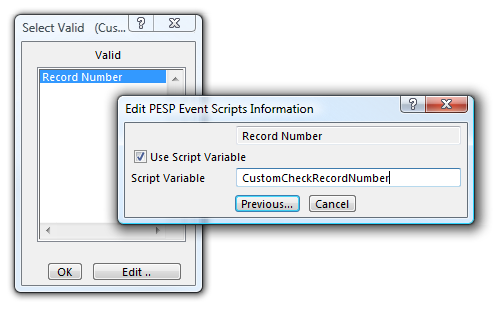 Select Valid (Cus...
Valid
Record Number
OK
Edit ..
Edit PESP Event Scripts Information
Record Number
Use Script Variable
Script Variable
CustomCheckRecordNumber
Previous...
Cancel